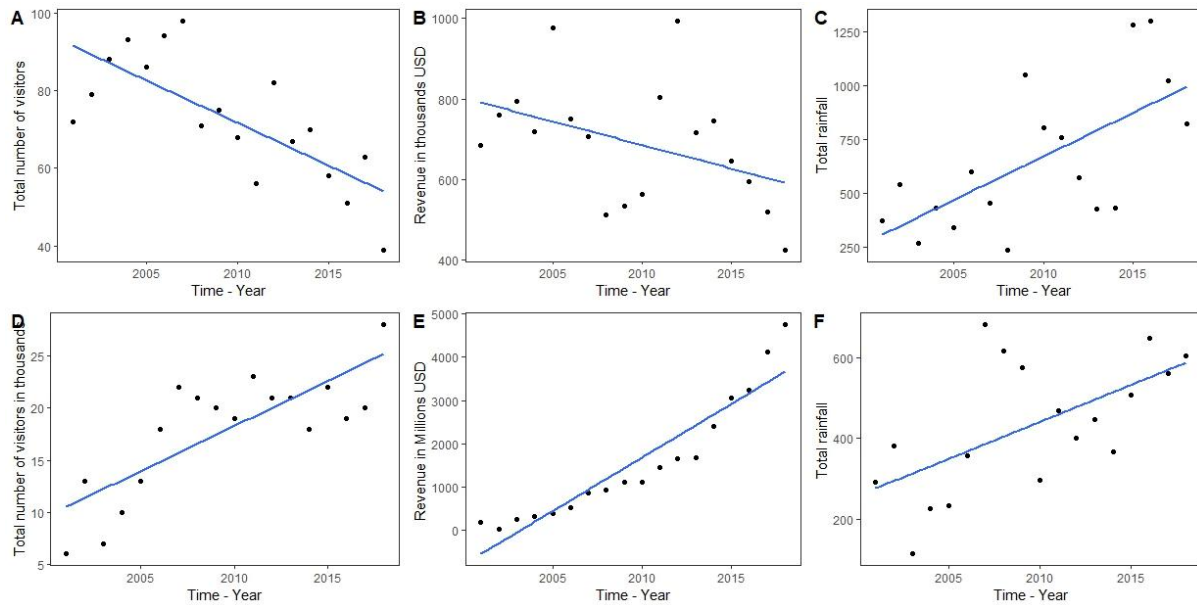 A
Total number of visitors
100
80
60
40
2005
2010
2015
Time - Year
B
Revenue in thousands USD
1000
800
600
400
2005
2010
2015
Time - Year
C
Total rainfall
1250
1000
750
500
250
2005
2010
2015
Time - Year
D
Total number of visitors in thousands
25
20
15
10
5
2005
2010
2015
Time - Year
E
Revenue in Millions USD
5000
4000
3000
2000
1000
0
2005
2010
2015
Time - Year
F
Total rainfall
600
400
200
2005
2010
2015
Time - Year